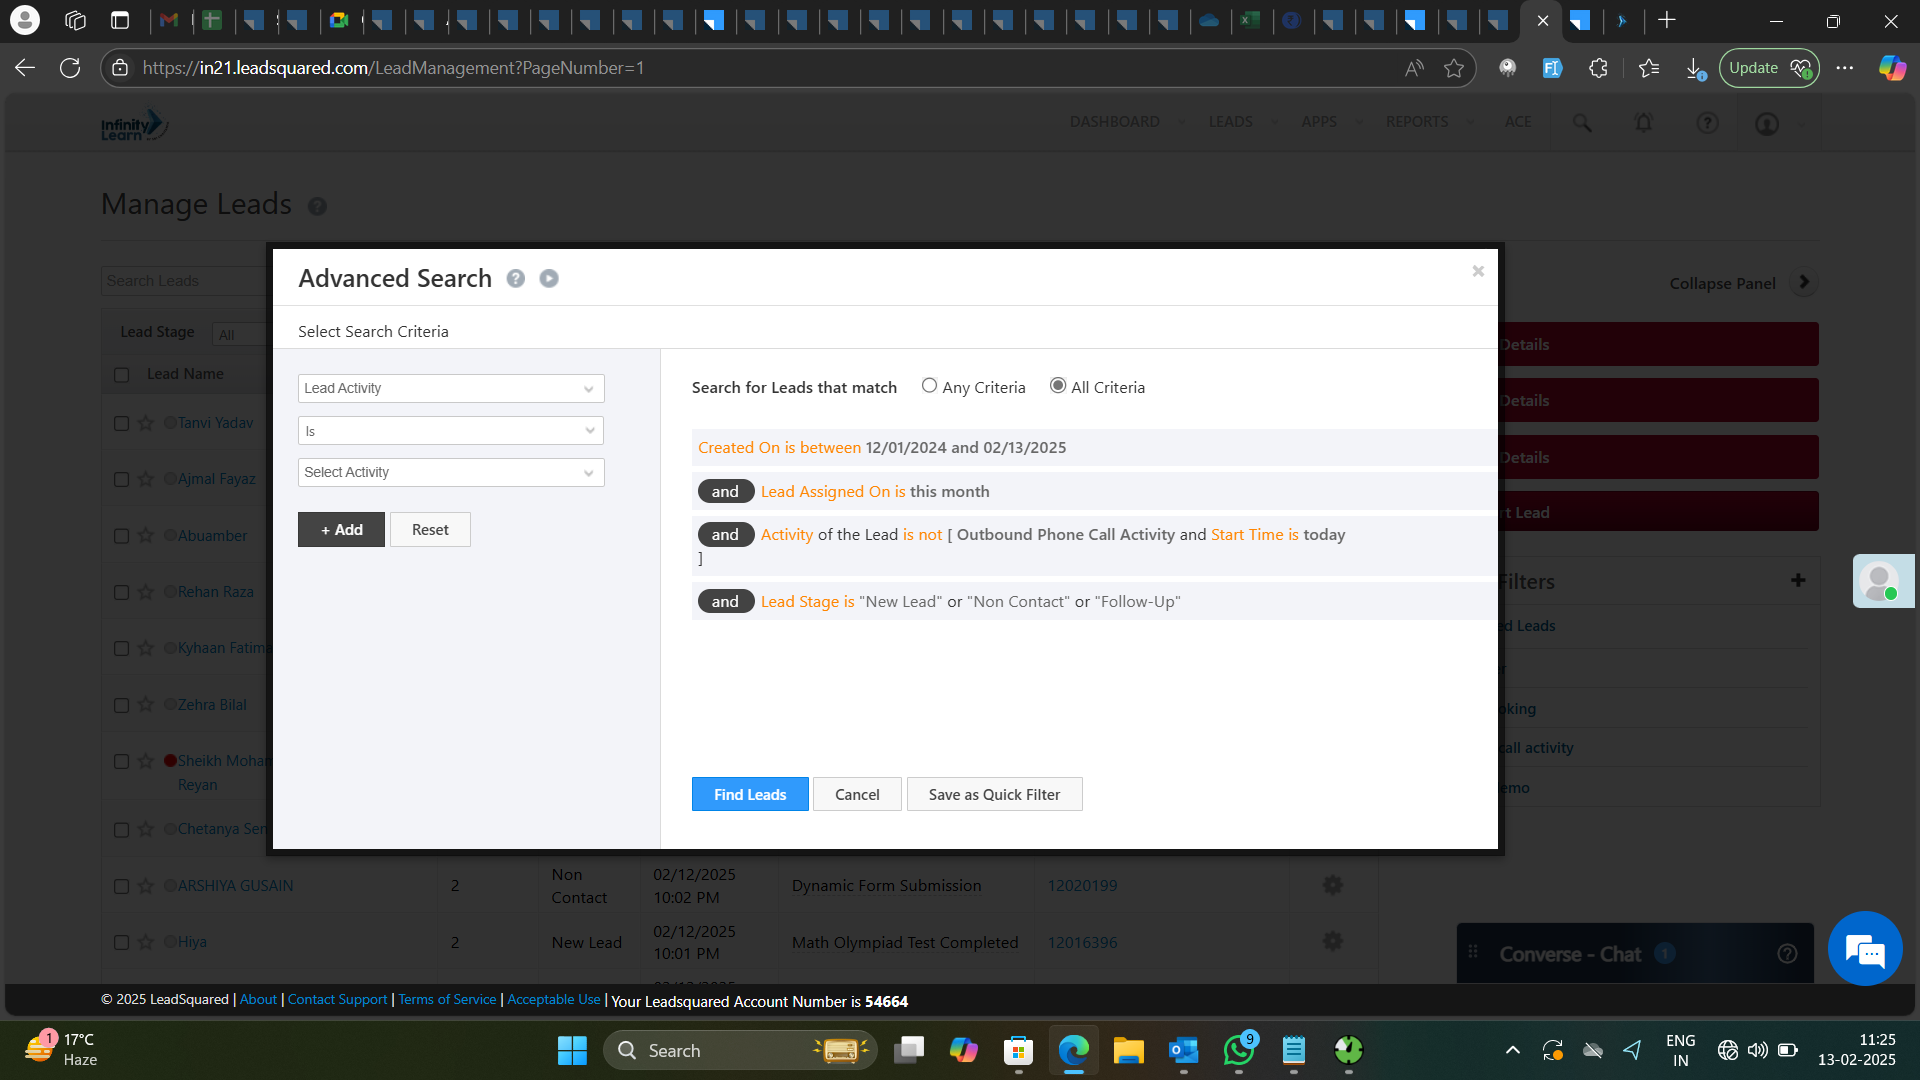 https://in21.leadsquared.com/LeadManagement?PageNumber=1
Update
Infinity
Learn
DASHBOARD LEADS APPS REPORTS ACE
Manage Leads
Search Leads
Collapse Panel
Lead Stage All
Lead Name
Advanced Search
Select Search Criteria
Lead Activity
Is
Select Activity
+ Add Reset
Search for Leads that match Any Criteria All Criteria
Created On is between 12/01/2024 and 02/13/2025
and Lead Assigned On is this month
and Activity of the Lead is not [ Outbound Phone Call Activity and Start Time is today
]
and Lead Stage is "New Lead" or "Non Contact" or "Follow-Up"
Find Leads Cancel Save as Quick Filter
Details
Details
Details
rt Lead
Filters
ed Leads
er
oking
call activity
emo
Tanvi Yadav
Ajmal Fayaz
Abuamber
Rehan Raza
Kyhaan Fatima
Zehra Bilal
Sheikh Moham
Reyan
Chetanya Sen
ARSHIYA GUSAIN 2 Non Contact 02/12/2025 10:02 PM Dynamic Form Submission 12020199
Hiya 2 New Lead 02/12/2025 10:01 PM Math Olympiad Test Completed 12016396
Converse - Chat 1
© 2025 LeadSquared | About | Contact Support | Terms of Service | Acceptable Use | Your Leadsquared Account Number is 54664
1
17°C
Haze
Search
9
ENG
IN
11:25
13-02-2025